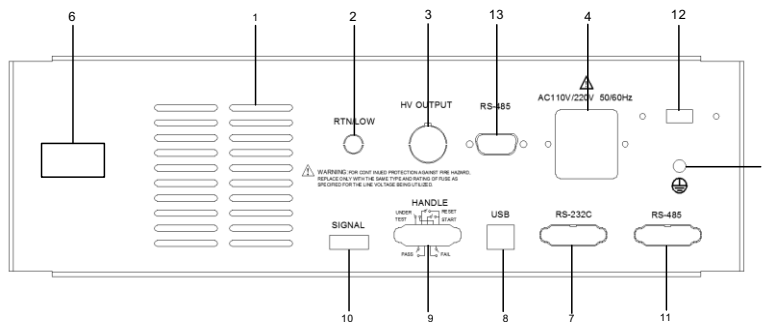 6
1
2
3
13
4
12
AC110V/220V 50/60Hz
HV OUTPUT
RS-485
RTN/LOW
WARNING: FOR CONTINUED PROTECTION AGAINST FIRE HAZARD,
REPLACE ONLY WITH THE SAME TYPE AND RATING OF FUSE AS
SPECIFIED FOR THE LINE VOLTAGE BEING UTILIZED.
HANDLE
UNDER
TEST
RESET
START
SIGNAL
USB
RS-232C
RS-485
PASS
FAIL
10
9
8
7
11